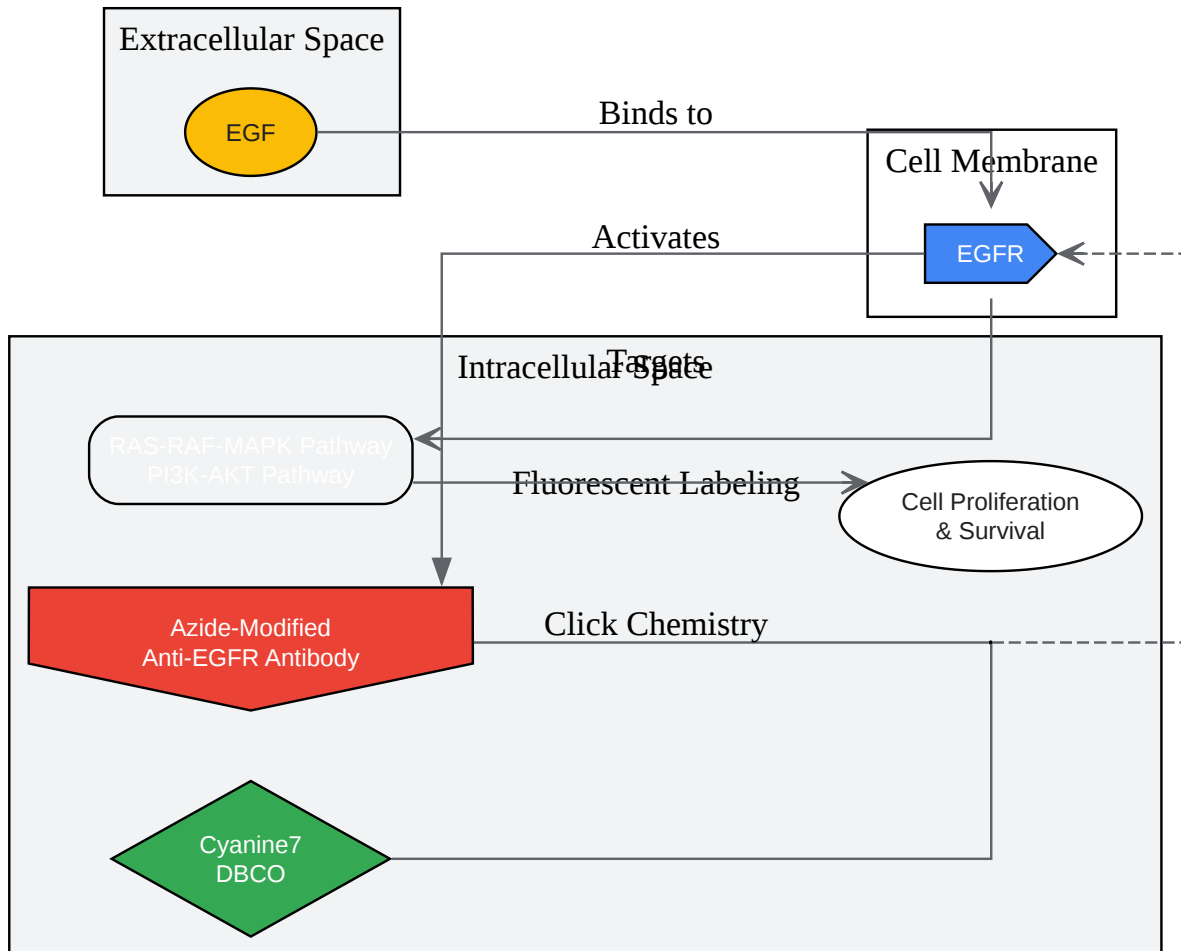 Extracellular Space
EGF
Binds to
Cell Membrane
Activates
EGFR
Targets
Intracellular Space
RAS-RAF-MAPK Pathway
PI3K-AKT Pathway
Fluorescent Labeling
Cell Proliferation
& Survival
Click Chemistry
Azide-Modified
Anti-EGFR Antibody
Cyanine7
DBCO